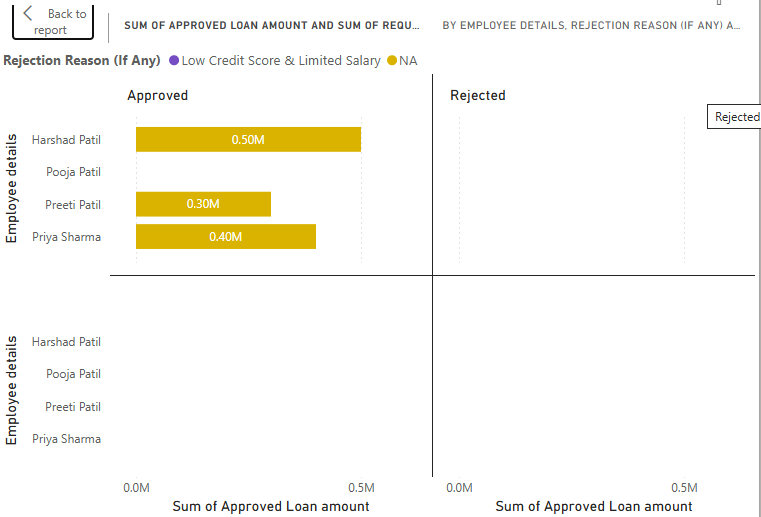 Back to report
SUM OF APPROVED LOAN AMOUNT AND SUM OF REQU...
BY EMPLOYEE DETAILS, REJECTION REASON (IF ANY) A...
Rejection Reason (If Any) Low Credit Score & Limited Salary NA
Approved
Rejected
Rejected
Employee details
Harshad Patil
0.50M
Pooja Patil
Preeti Patil
0.30M
Priya Sharma
0.40M
Employee details
Harshad Patil
Pooja Patil
Preeti Patil
Priya Sharma
0.0M 0.5M 0.0M 0.5M
Sum of Approved Loan amount Sum of Approved Loan amount